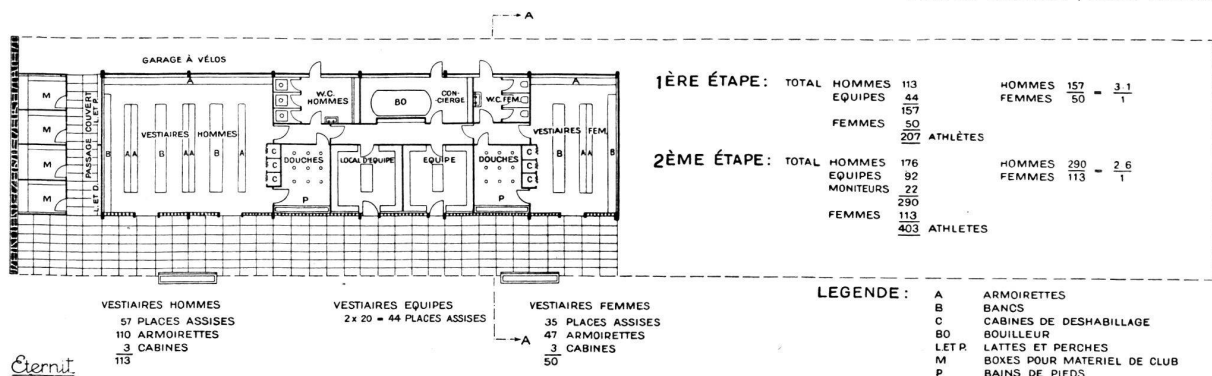 A
GARAGE À VÉLOS
A
A
M
M
M
M
PASSAGE COUVERT
L. ET D. L. ET P.
VESTIAIRES HOMMES
B
AA
B
AA
B
A
W.C.
HOMMES
BO
CON-
CIERGE
W.C. FEM.
VESTIAIRES FEM.
C
C
C
DOUCHES
P
LOCAL D'EQUIPE
EQUIPE
DOUCHES
P
C
C
C
B
AA
B
1ÈRE ÉTAPE: TOTAL HOMMES 113 HOMMES 157 = 3.1
EQUIPES 44 FEMMES 50 1
157
FEMMES 50
207 ATHLÈTES
2ÈME ÉTAPE: TOTAL HOMMES 176 HOMMES 290 = 2 6
EQUIPES 92 FEMMES 113 1
MONITEURS 22
290
FEMMES 113
403 ATHLETES
VESTIAIRES HOMMES
57 PLACES ASSISES
110 ARMOIRETTES
3 CABINES
113
VESTIAIRES EQUIPES
2 x 20 = 44 PLACES ASSISES
A
VESTIAIRES FEMMES
35 PLACES ASSISES
47 ARMOIRETTES
3 CABINES
50
LEGENDE:
A ARMOIRETTES
B BANCS
C CABINES DE DESHABILLAGE
BO BOUILLEUR
L.ET P. LATTES ET PERCHES
M BOXES POUR MATERIEL DE CLUB
P BAINS DE PIEDS
Eternit